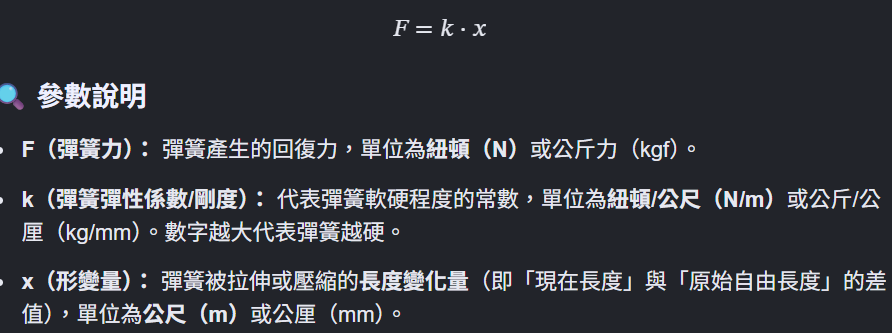 F = k · x
🔍 參數說明
• F（彈簧力）： 彈簧產生的回復力，單位為紐頓（N）或公斤力（kgf）。
• k（彈簧彈性係數/剛度）： 代表彈簧軟硬程度的常數，單位為紐頓/公尺（N/m）或公斤/公
厘（kg/mm）。數字越大代表彈簧越硬。
• x（形變量）： 彈簧被拉伸或壓縮的長度變化量（即「現在長度」與「原始自由長度」的差
值），單位為公尺（m）或公厘（mm）。